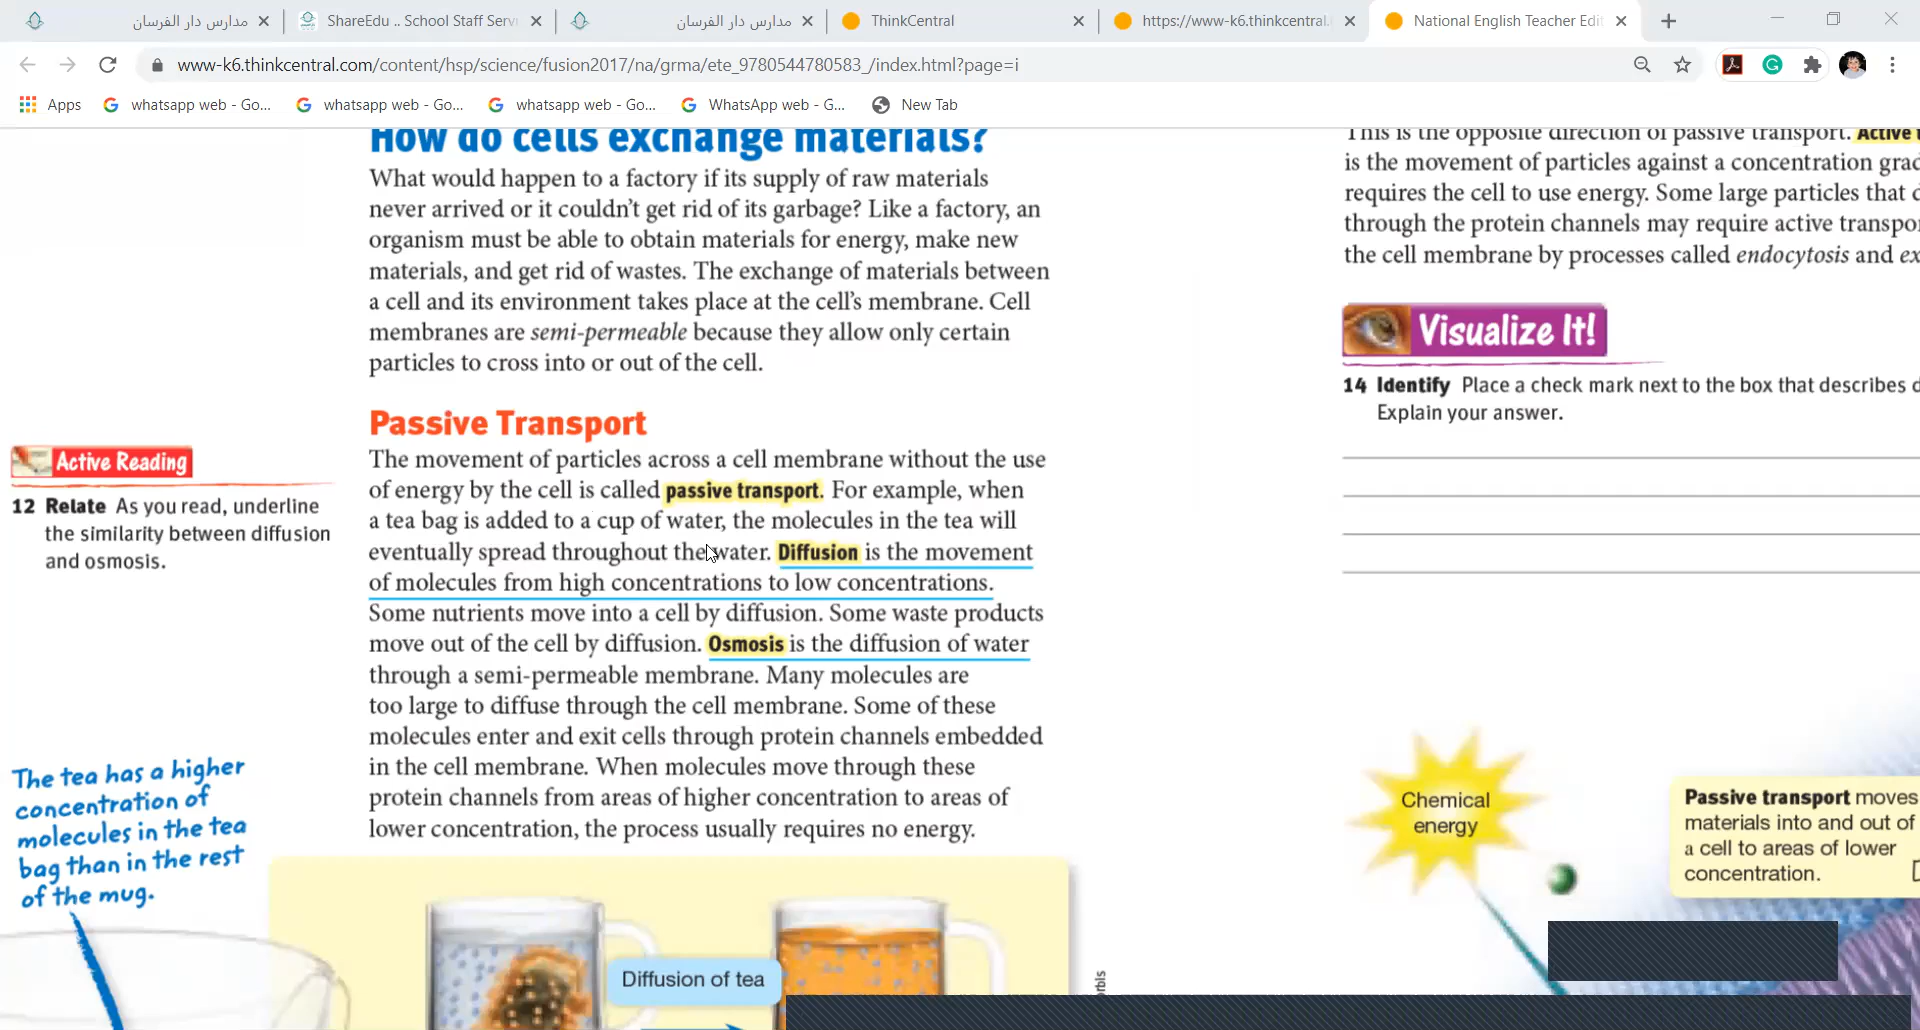 مدارس دار الفرسان
ShareEdu .. School Staff Serv
مدارس دار الفرسان
ThinkCentral
https://www-k6.thinkcentral.
National English Teacher Edit
www-k6.thinkcentral.com/content/hsp/science/fusion2017/na/grma/ete_9780544780583_/index.html?page=i
Apps
whatsapp web - Go...
whatsapp web - Go...
whatsapp web - Go...
WhatsApp web - G...
New Tab
How do cells exchange materials?
What would happen to a factory if its supply of raw materials
never arrived or it couldn't get rid of its garbage? Like a factory, an
organism must be able to obtain materials for energy, make new
materials, and get rid of wastes. The exchange of materials between
a cell and its environment takes place at the cell's membrane. Cell
membranes are semi-permeable because they allow only certain
particles to cross into or out of the cell.
Passive Transport
The movement of particles across a cell membrane without the use
of energy by the cell is called passive transport. For example, when
a tea bag is added to a cup of water, the molecules in the tea will
eventually spread throughout the water. Diffusion is the movement
of molecules from high concentrations to low concentrations.
Some nutrients move into a cell by diffusion. Some waste products
move out of the cell by diffusion. Osmosis is the diffusion of water
through a semi-permeable membrane. Many molecules are
too large to diffuse through the cell membrane. Some of these
molecules enter and exit cells through protein channels embedded
in the cell membrane. When molecules move through these
protein channels from areas of higher concentration to areas of
lower concentration, the process usually requires no energy.
Active Reading
12 Relate As you read, underline
the similarity between diffusion
and osmosis.
The tea has a higher
concentration of
molecules in the tea
bag than in the rest
of the mug.
Diffusion of tea
This is the opposite direction of passive transport. Active t
is the movement of particles against a concentration grad
requires the cell to use energy. Some large particles that d
through the protein channels may require active transpo
the cell membrane by processes called endocytosis and ex
Visualize It!
14 Identify Place a check mark next to the box that describes d
Explain your answer.
Chemical
energy
Passive transport moves
materials into and out of
a cell to areas of lower
concentration.